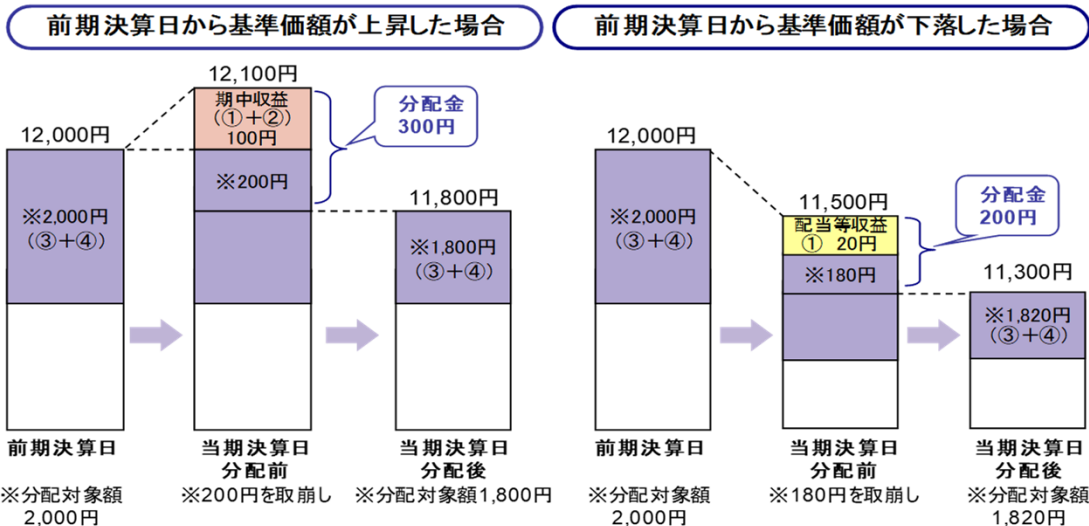 前期決算日から基準価額が上昇した場合
12,100円
期中収益
(①+②)
100円
分配金
300円
12,000円
※2,000円
(③+④)
※200円
11,800円
※1,800円
(③+④)
前期決算日
当期決算日
分配前
当期決算日
分配後
※分配対象額
2,000円
※200円を取崩し
※分配対象額1,800円
前期決算日から基準価額が下落した場合
12,000円
※2,000円
(③+④)
11,500円
配当等収益
① 20円
※180円
分配金
200円
11,300円
※1,820円
(③+④)
前期決算日
当期決算日
分配前
当期決算日
分配後
※分配対象額
2,000円
※180円を取崩し
※分配対象額
1,820円